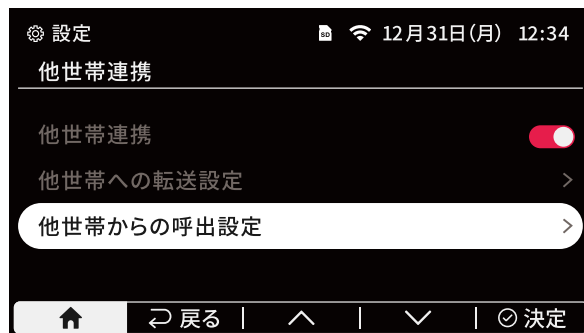 設定 SD 12月31日(月) 12:34
他世帯連携
他世帯連携
他世帯への転送設定
他世帯からの呼出設定
戻る 決定